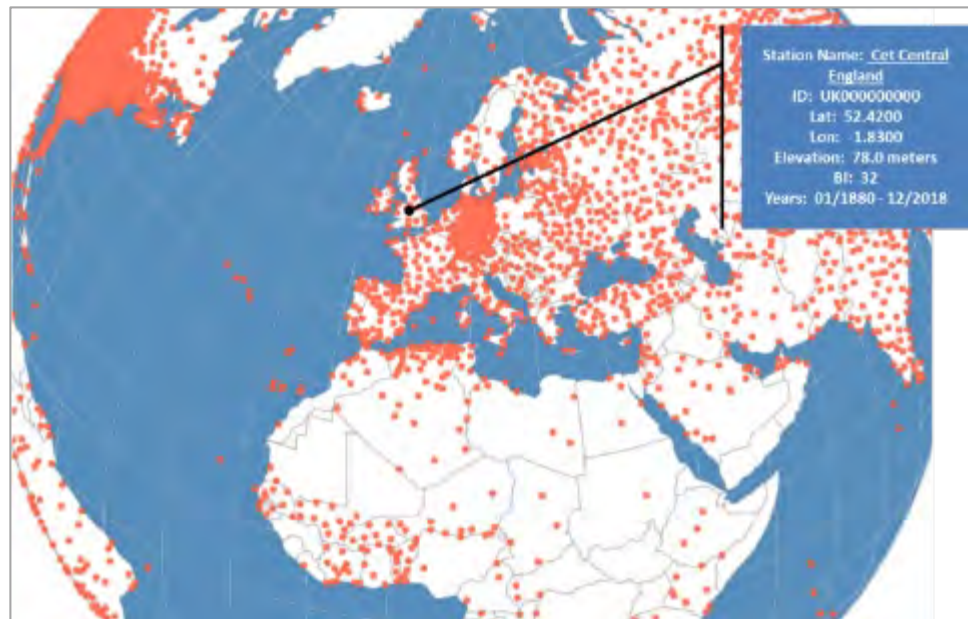 Station Name: Cet Central
England
ID: UK000000000
Lat: 52.4200
Lon: 1.8300
Elevation: 78.0 meters
BI: 32
Years: 01/1880 - 12/2018